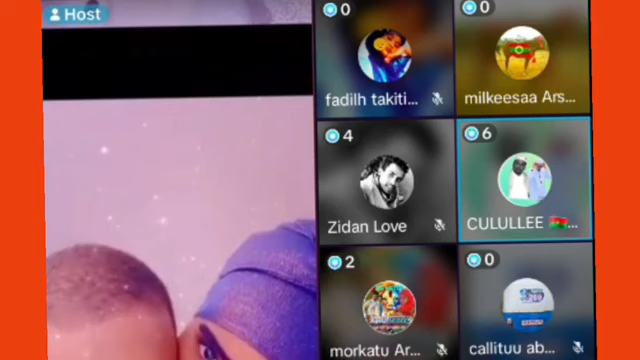 Host
0
0
fadilh takiti...
milkeesaa Ars...
4
6
Zidan Love
CULULLEE ...
2
0
morkatu Ar...
callituu ab...